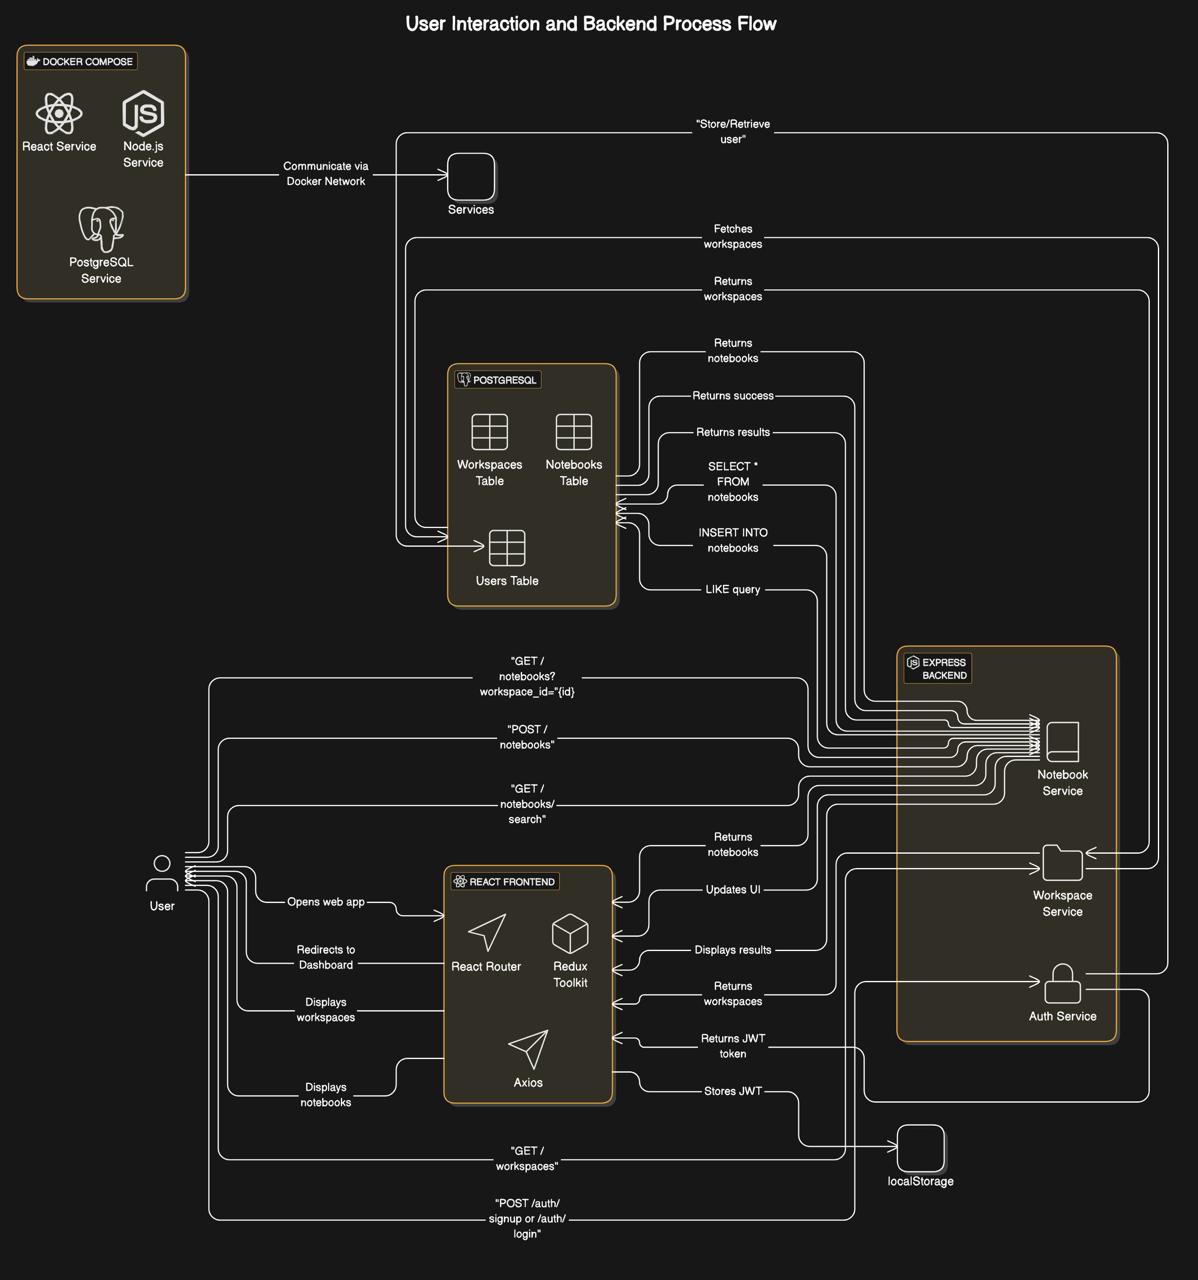 User Interaction and Backend Process Flow
DOCKER COMPOSE
React Service
Node.js
Service
PostgreSQL
Service
Communicate via
Docker Network
Services
"Store/Retrieve
user"
Fetches
workspaces
Returns
workspaces
Returns
notebooks
Returns success
Returns results
SELECT *
FROM
notebooks
INSERT INTO
notebooks
LIKE query
POSTGRESQL
Workspaces
Table
Notebooks
Table
Users Table
"GET /
notebooks?
workspace_id="{id}
"POST /
notebooks"
"GET /
notebooks/
search"
EXPRESS
BACKEND
JS
Notebook
Service
Workspace
Service
Auth Service
User
Opens web app
Redirects to
Dashboard
Displays
workspaces
Displays
notebooks
REACT FRONTEND
React Router
Redux
Toolkit
Axios
Returns
notebooks
Updates UI
Displays results
Returns
workspaces
Returns JWT
token
Stores JWT
localStorage
"GET /
workspaces"
"POST /auth/
signup or /auth/
login"